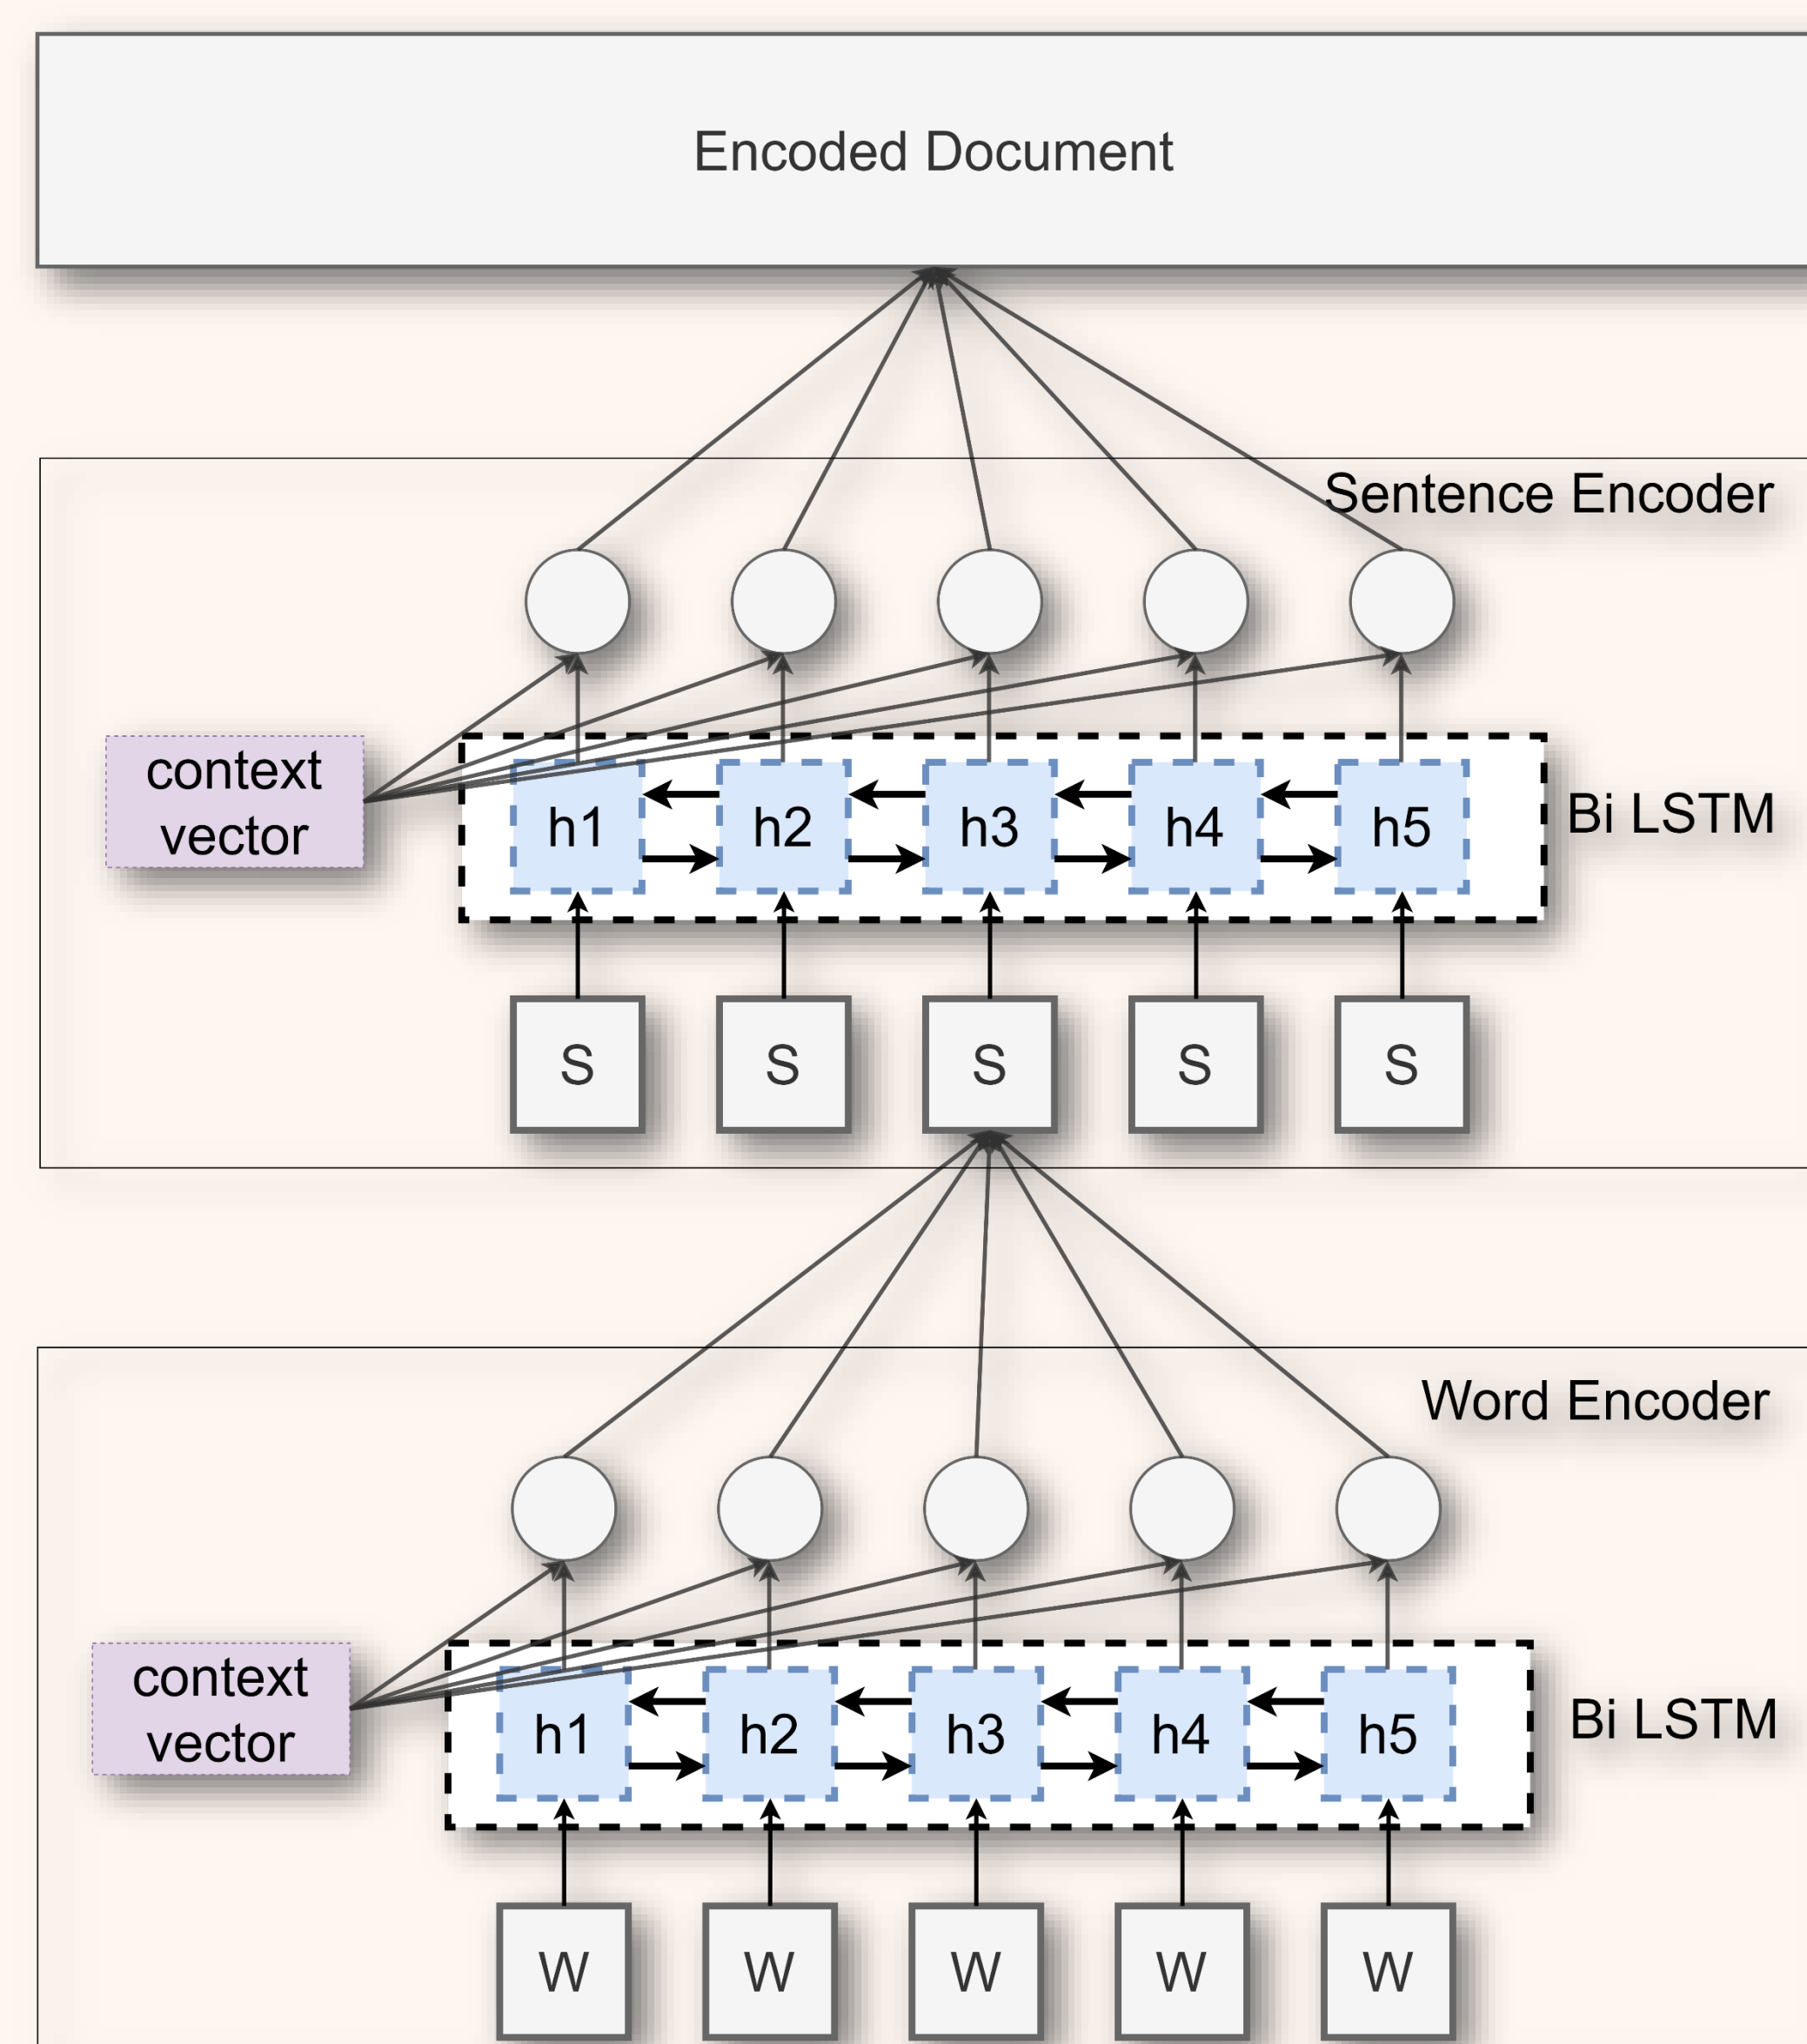 Encoded Document
Sentence Encoder
context
vector
h1 h2 h3 h4 h5
Bi LSTM
S S S S S
Word Encoder
context
vector
h1 h2 h3 h4 h5
Bi LSTM
W W W W W